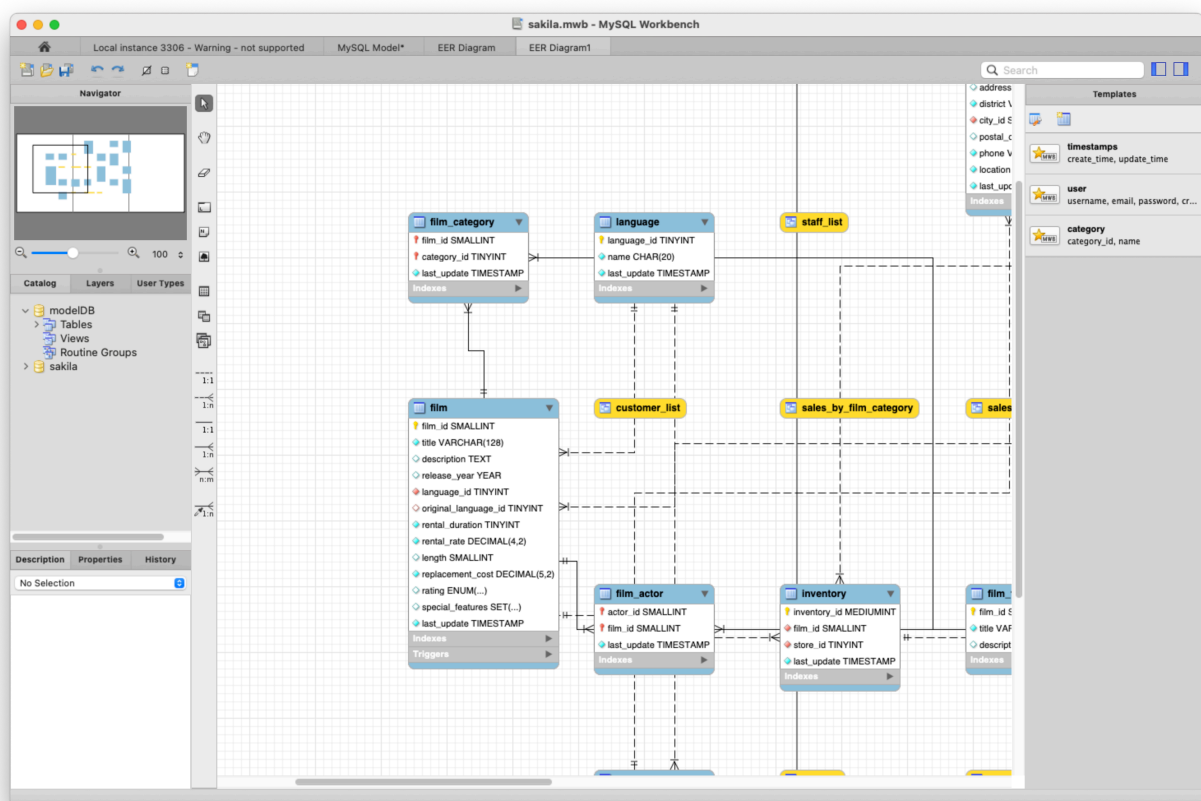 sakila.mwb - MySQL Workbench
Local instance 3306 - Warning - not supported
MySQL Model*
EER Diagram
EER Diagram1
Search
Navigator
100
Catalog
Layers
User Types
modelDB
Tables
Views
Routine Groups
sakila
Description
Properties
History
No Selection
1:1
1:n
1:1
1:n
n:m
1:n
film_category
film_id SMALLINT
category_id TINYINT
last_update TIMESTAMP
Indexes
language
language_id TINYINT
name CHAR(20)
last_update TIMESTAMP
Indexes
staff_list
address
district V
city_id S
postal_c
phone V
location
last_upd
Indexes
film
film_id SMALLINT
title VARCHAR(128)
description TEXT
release_year YEAR
language_id TINYINT
original_language_id TINYINT
rental_duration TINYINT
rental_rate DECIMAL(4,2)
length SMALLINT
replacement_cost DECIMAL(5,2)
rating ENUM(...)
special_features SET(...)
last_update TIMESTAMP
Indexes
Triggers
customer_list
sales_by_film_category
sales
film_actor
actor_id SMALLINT
film_id SMALLINT
last_update TIMESTAMP
Indexes
inventory
inventory_id MEDIUMINT
film_id SMALLINT
store_id TINYINT
last_update TIMESTAMP
Indexes
film_
film_id S
title VAR
descript
Indexes
Templates
MWB
timestamps
create_time, update_time
MWB
user
username, email, password, cr...
MWB
category
category_id, name